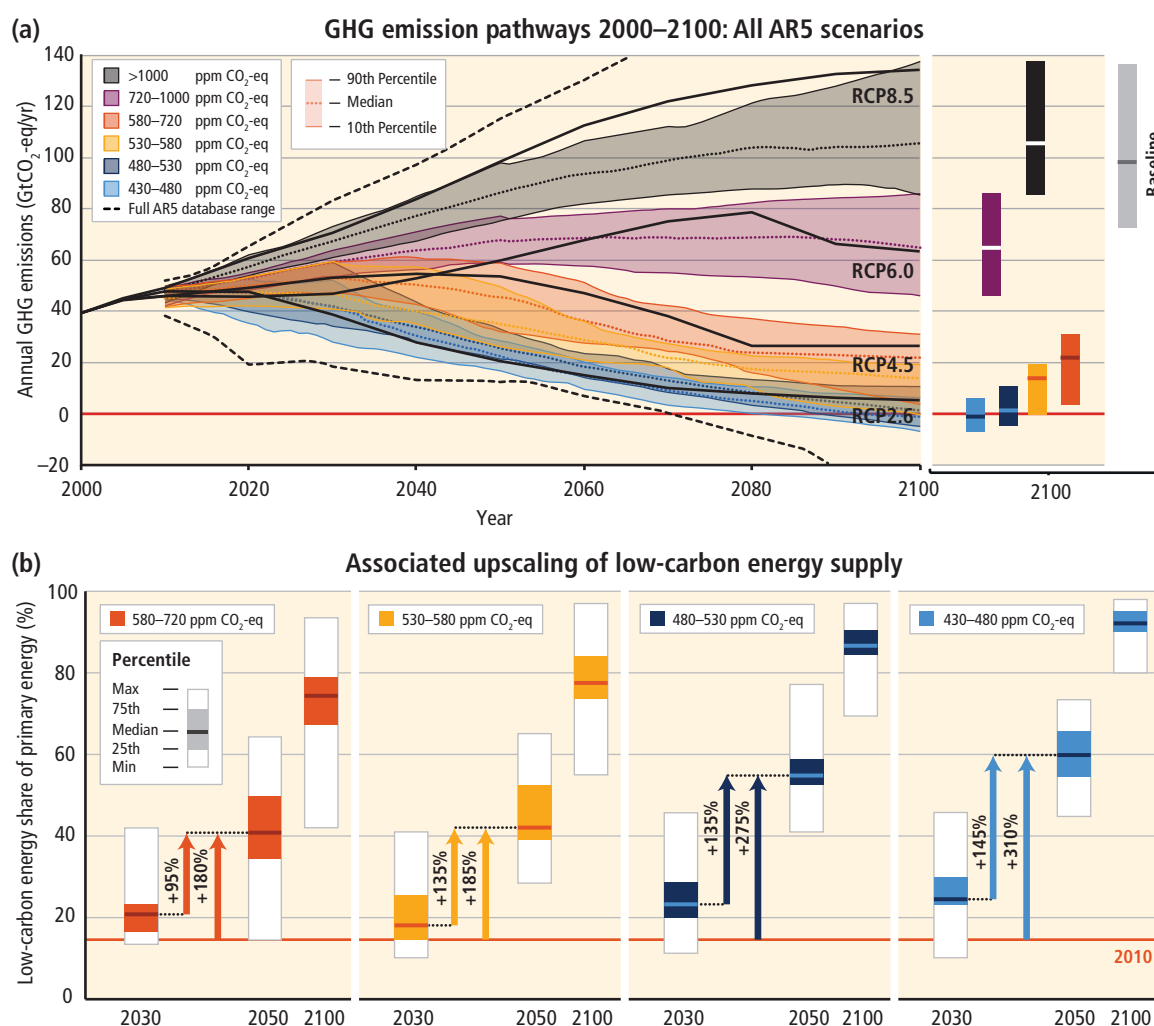 (a)
GHG emission pathways 2000–2100: All AR5 scenarios
Annual GHG emissions (GtCO2-eq/yr)
140
120
100
80
60
40
20
0
–20
>1000 ppm CO2-eq
720–1000 ppm CO2-eq
580–720 ppm CO2-eq
530–580 ppm CO2-eq
480–530 ppm CO2-eq
430–480 ppm CO2-eq
Full AR5 database range
90th Percentile
Median
10th Percentile
RCP8.5
RCP6.0
RCP4.5
RCP2.6
Baseline
2000 2020 2040 2060 2080 2100
2100
Year
(b)
Associated upscaling of low-carbon energy supply
Low-carbon energy share of primary energy (%)
100
80
60
40
20
0
580–720 ppm CO2-eq
530–580 ppm CO2-eq
480–530 ppm CO2-eq
430–480 ppm CO2-eq
Percentile
Max
75th
Median
25th
Min
+95%
+180%
+135%
+185%
+135%
+275%
+145%
+310%
2010
2030 2050 2100
2030 2050 2100
2030 2050 2100
2030 2050 2100